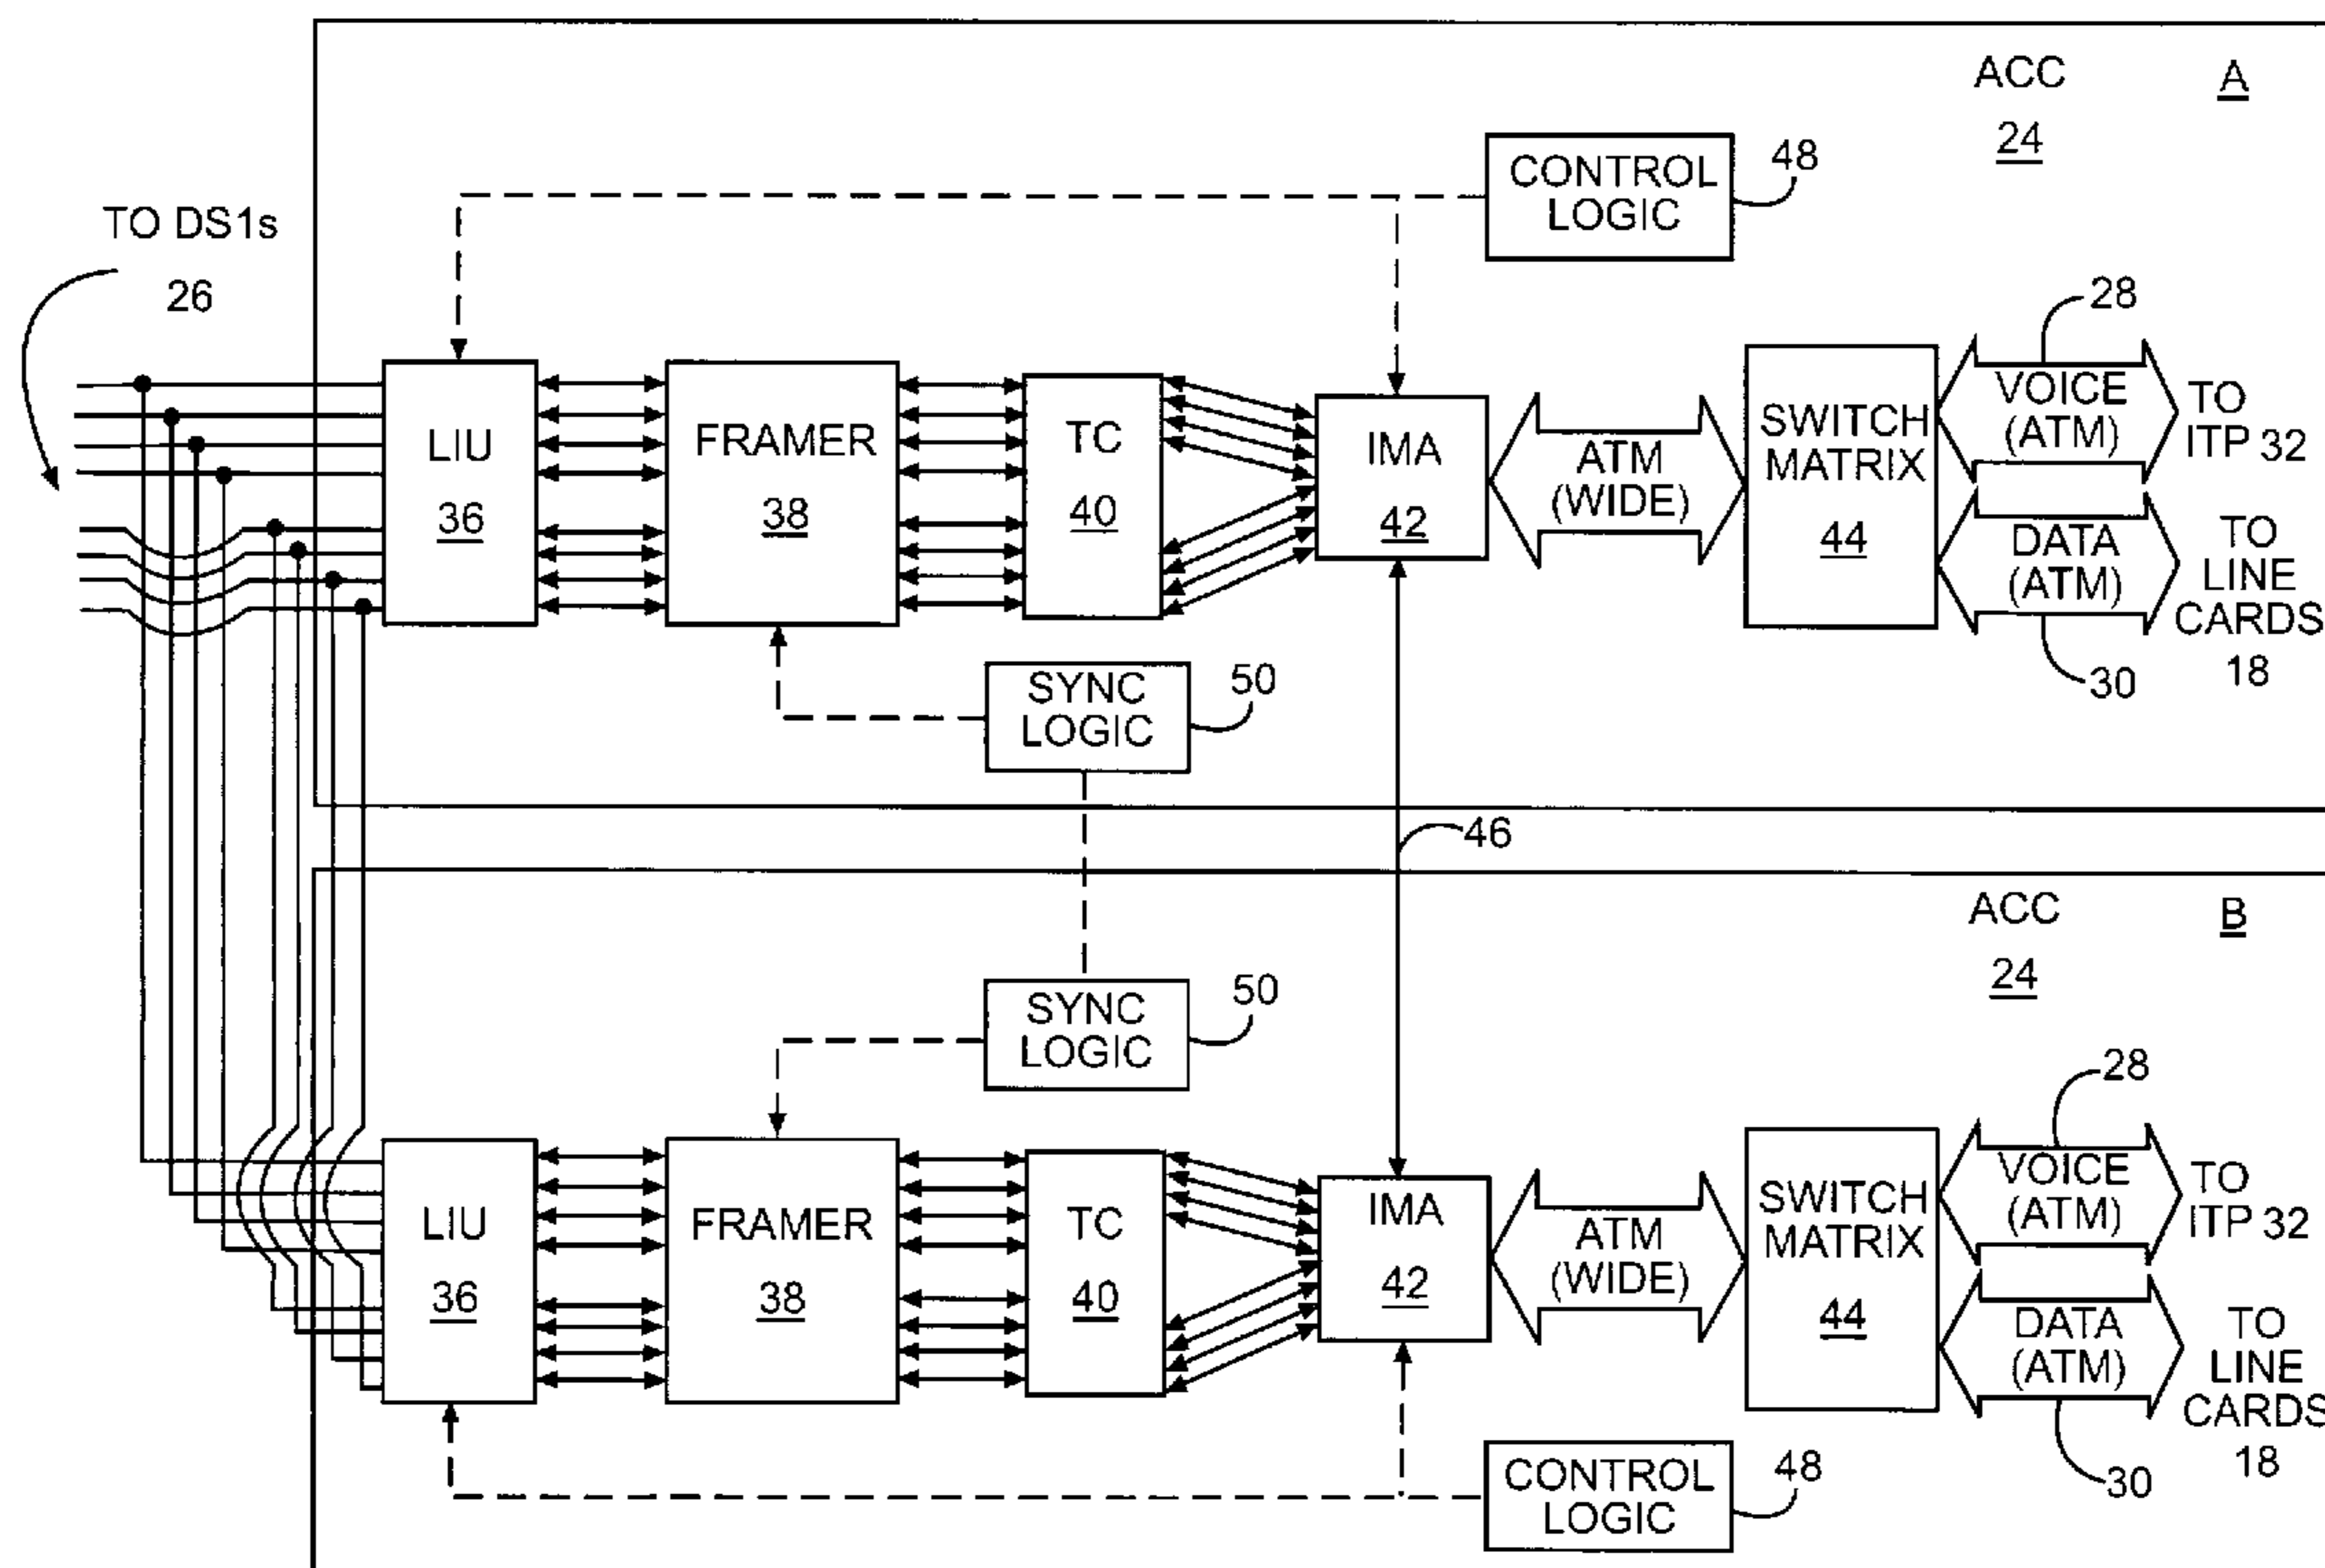 ACC
A
24
CONTROL
LOGIC
48
TO DS1s
26
28
LIU
36
FRAMER
38
TC
40
IMA
42
ATM
(WIDE)
SWITCH
MATRIX
44
VOICE
(ATM)
TO
ITP 32
DATA
(ATM)
TO
LINE
CARDS
18
30
SYNC
LOGIC
50
46
ACC
B
24
SYNC
LOGIC
50
28
LIU
36
FRAMER
38
TC
40
IMA
42
ATM
(WIDE)
SWITCH
MATRIX
44
VOICE
(ATM)
TO
ITP 32
DATA
(ATM)
TO
LINE
CARDS
18
30
CONTROL
LOGIC
48